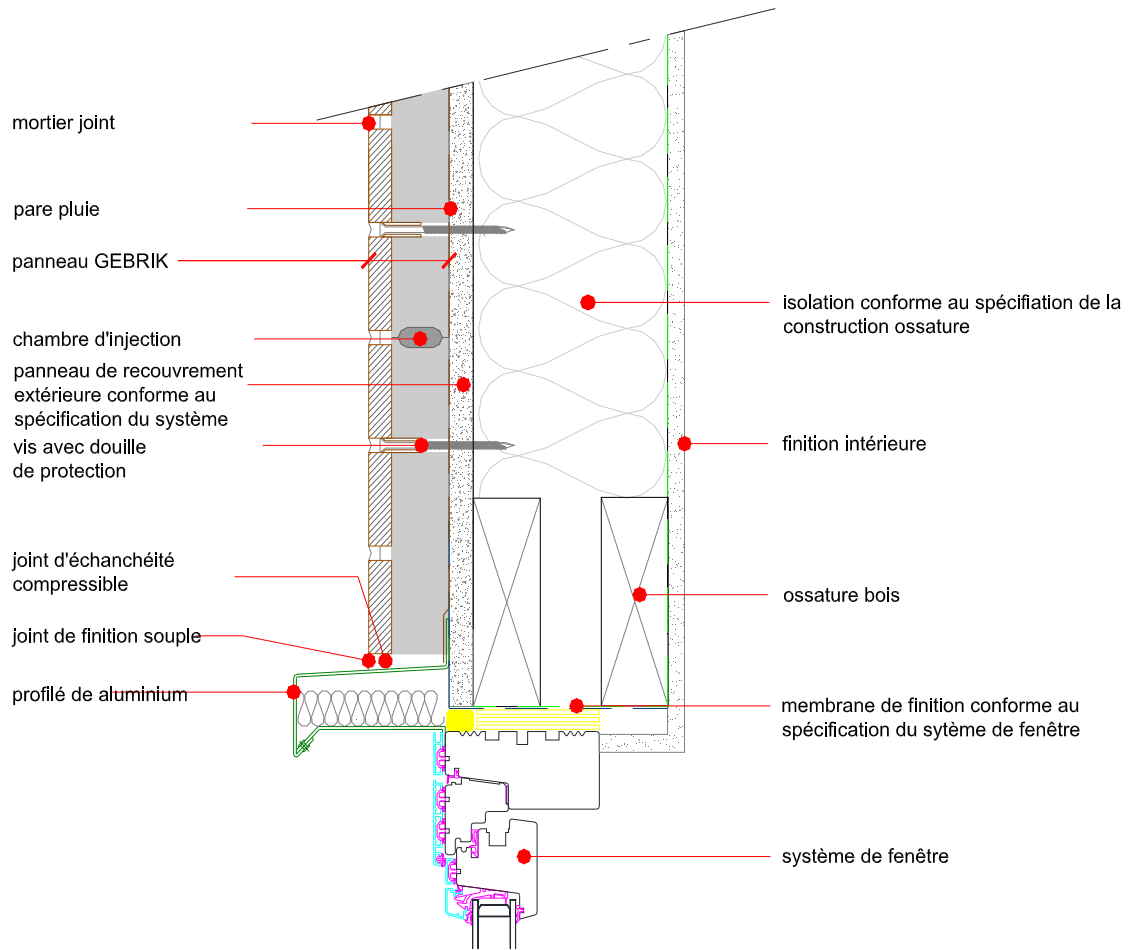 mortier joint
pare pluie
panneau GEBRIK
chambre d'injection
panneau de recouvrement
extérieure conforme au
spécification du système
vis avec douille
de protection
joint d'échanchéité
compressible
joint de finition souple
profilé de aluminium
isolation conforme au spécifiation de la
construction ossature
finition intérieure
ossature bois
membrane de finition conforme au
spécification du sytème de fenêtre
système de fenêtre